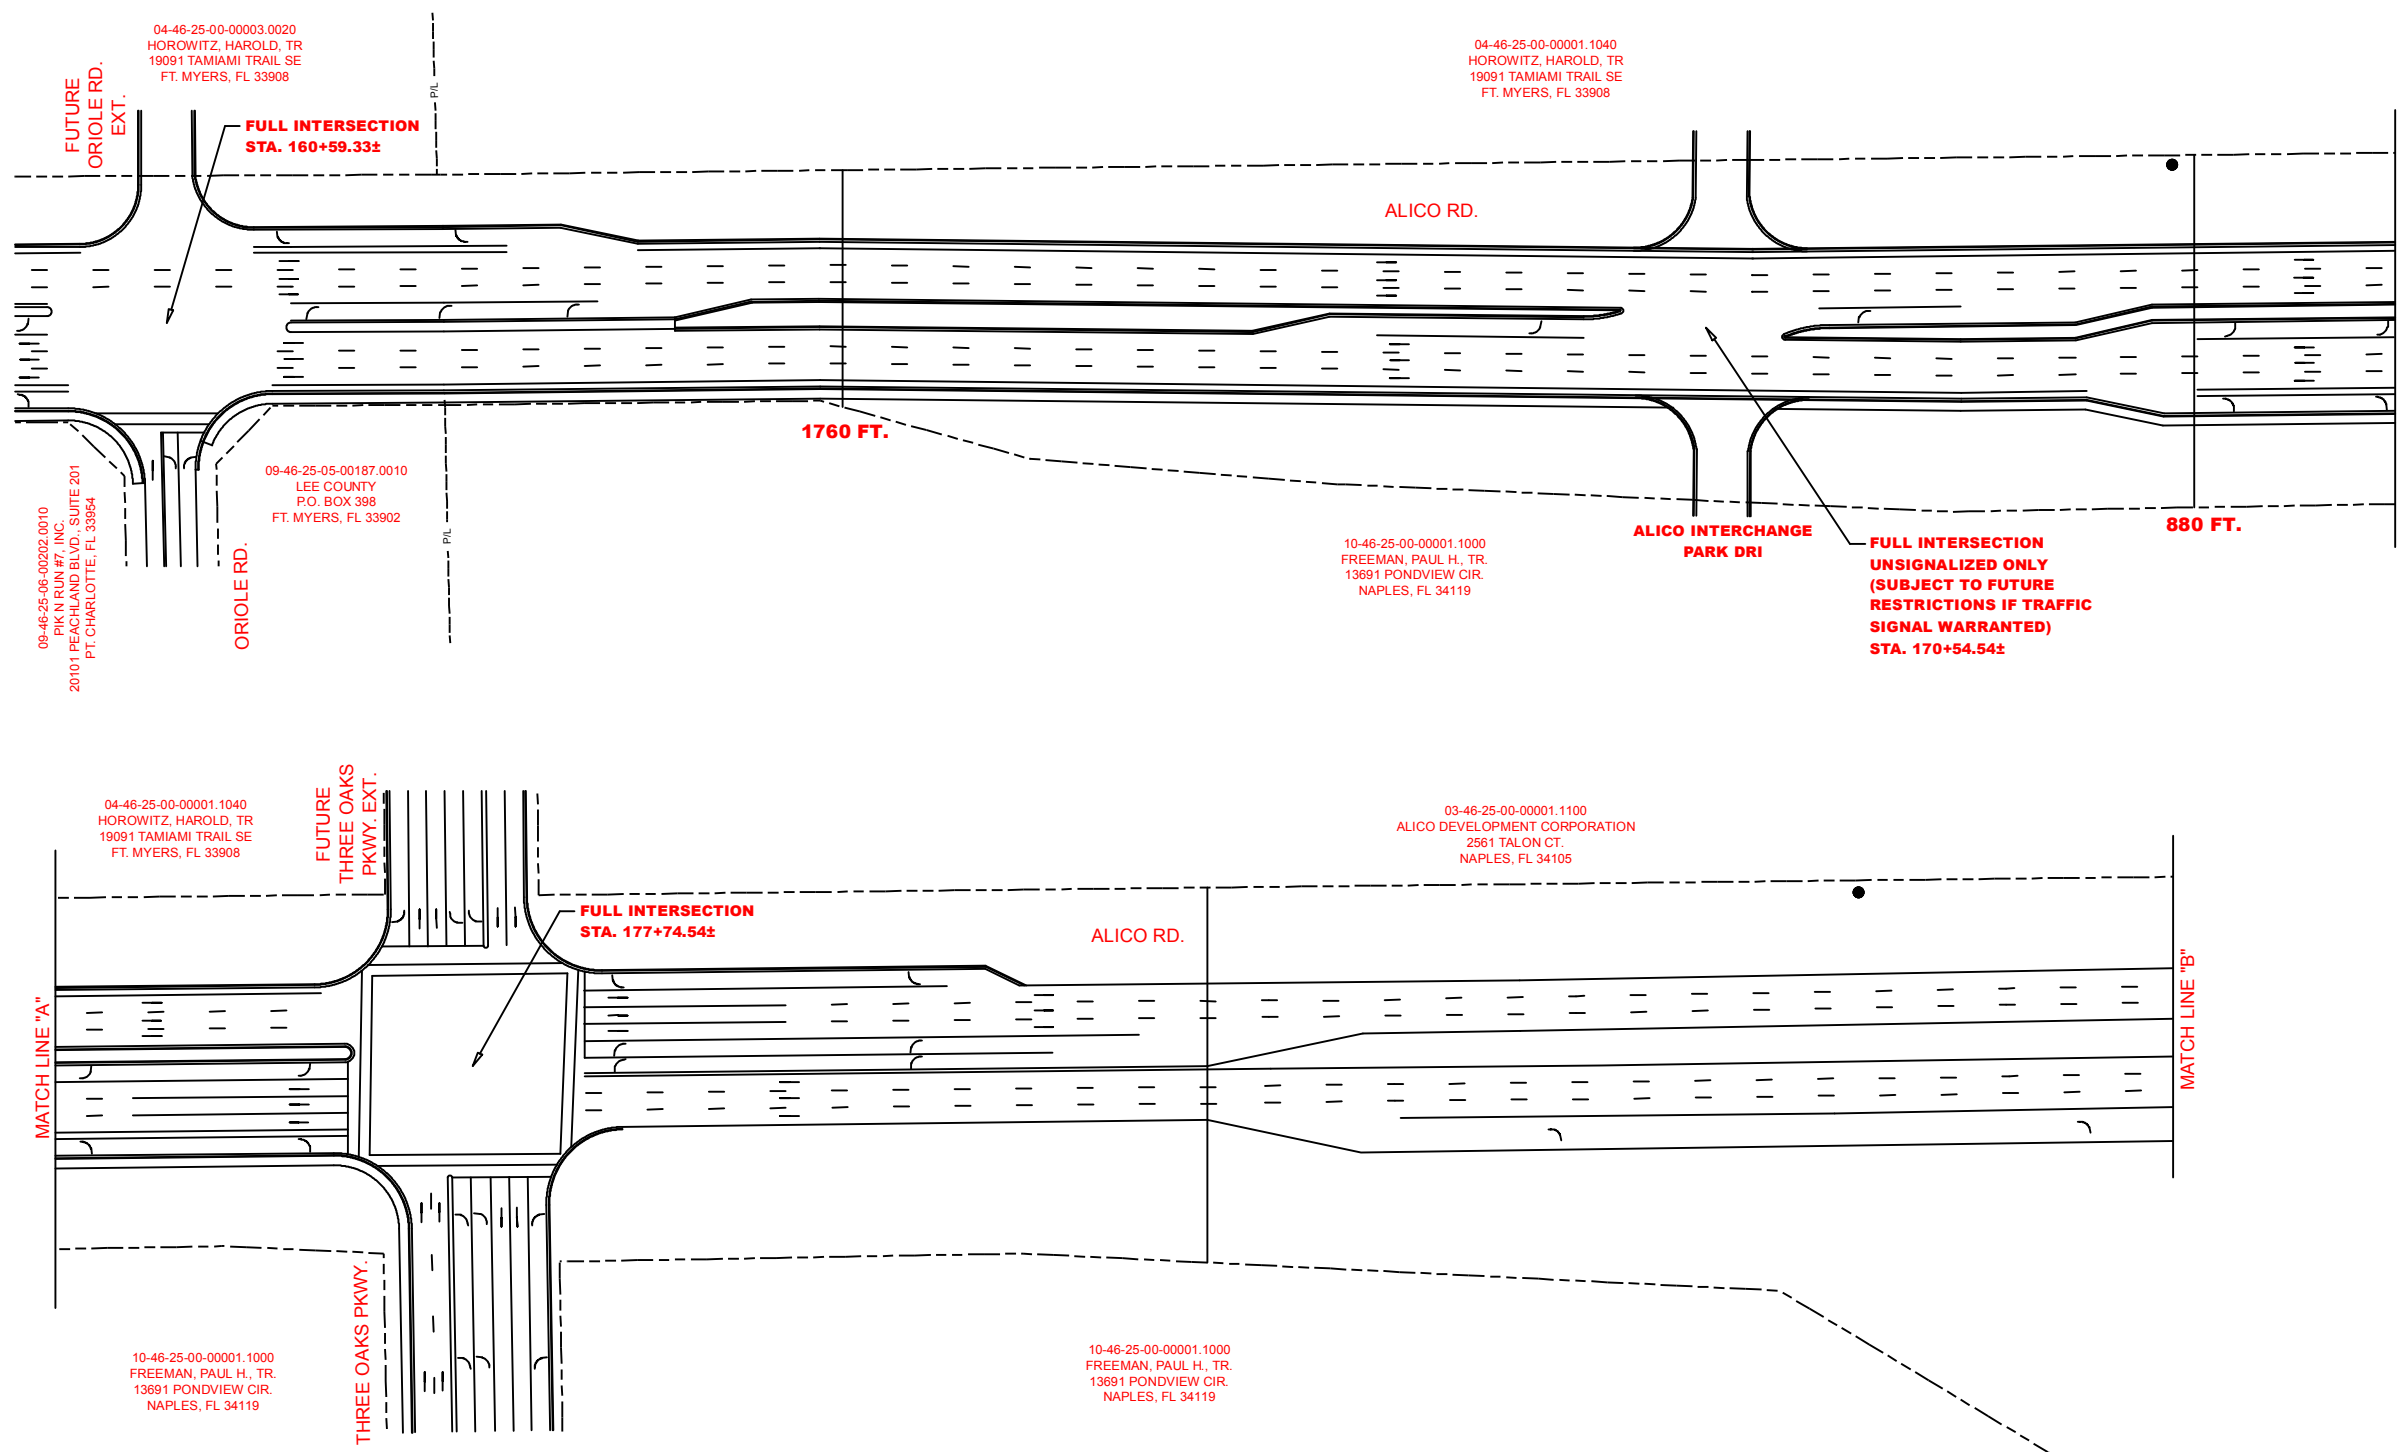 04-46-25-00-00003.0020
HOROWITZ, HAROLD, TR
19091 TAMIAMI TRAIL SE
FT. MYERS, FL 33908
FUTURE
ORIOLE RD.
EXT.
FULL INTERSECTION
STA. 160+59.33±
P/L
04-46-25-00-00001.1040
HOROWITZ, HAROLD, TR
19091 TAMIAMI TRAIL SE
FT. MYERS, FL 33908
ALICO RD.
1760 FT.
09-46-25-06-00202.0010
PIK N RUN #7, INC.
20101 PEACHLAND BLVD., SUITE 201
PT. CHARLOTTE, FL 33954
09-46-25-05-00187.0010
LEE COUNTY
P.O. BOX 398
FT. MYERS, FL 33902
ORIOLE RD.
P/L
10-46-25-00-00001.1000
FREEMAN, PAUL H., TR.
13691 PONDVIEW CIR.
NAPLES, FL 34119
ALICO INTERCHANGE
PARK DRI
FULL INTERSECTION
UNSIGNALIZED ONLY
(SUBJECT TO FUTURE
RESTRICTIONS IF TRAFFIC
SIGNAL WARRANTED)
STA. 170+54.54±
880 FT.
04-46-25-00-00001.1040
HOROWITZ, HAROLD, TR
19091 TAMIAMI TRAIL SE
FT. MYERS, FL 33908
FUTURE
THREE OAKS
PKWY. EXT.
FULL INTERSECTION
STA. 177+74.54±
ALICO RD.
03-46-25-00-00001.1100
ALICO DEVELOPMENT CORPORATION
2561 TALON CT.
NAPLES, FL 34105
MATCH LINE "A"
MATCH LINE "B"
10-46-25-00-00001.1000
FREEMAN, PAUL H., TR.
13691 PONDVIEW CIR.
NAPLES, FL 34119
THREE OAKS PKWY.
10-46-25-00-00001.1000
FREEMAN, PAUL H., TR.
13691 PONDVIEW CIR.
NAPLES, FL 34119